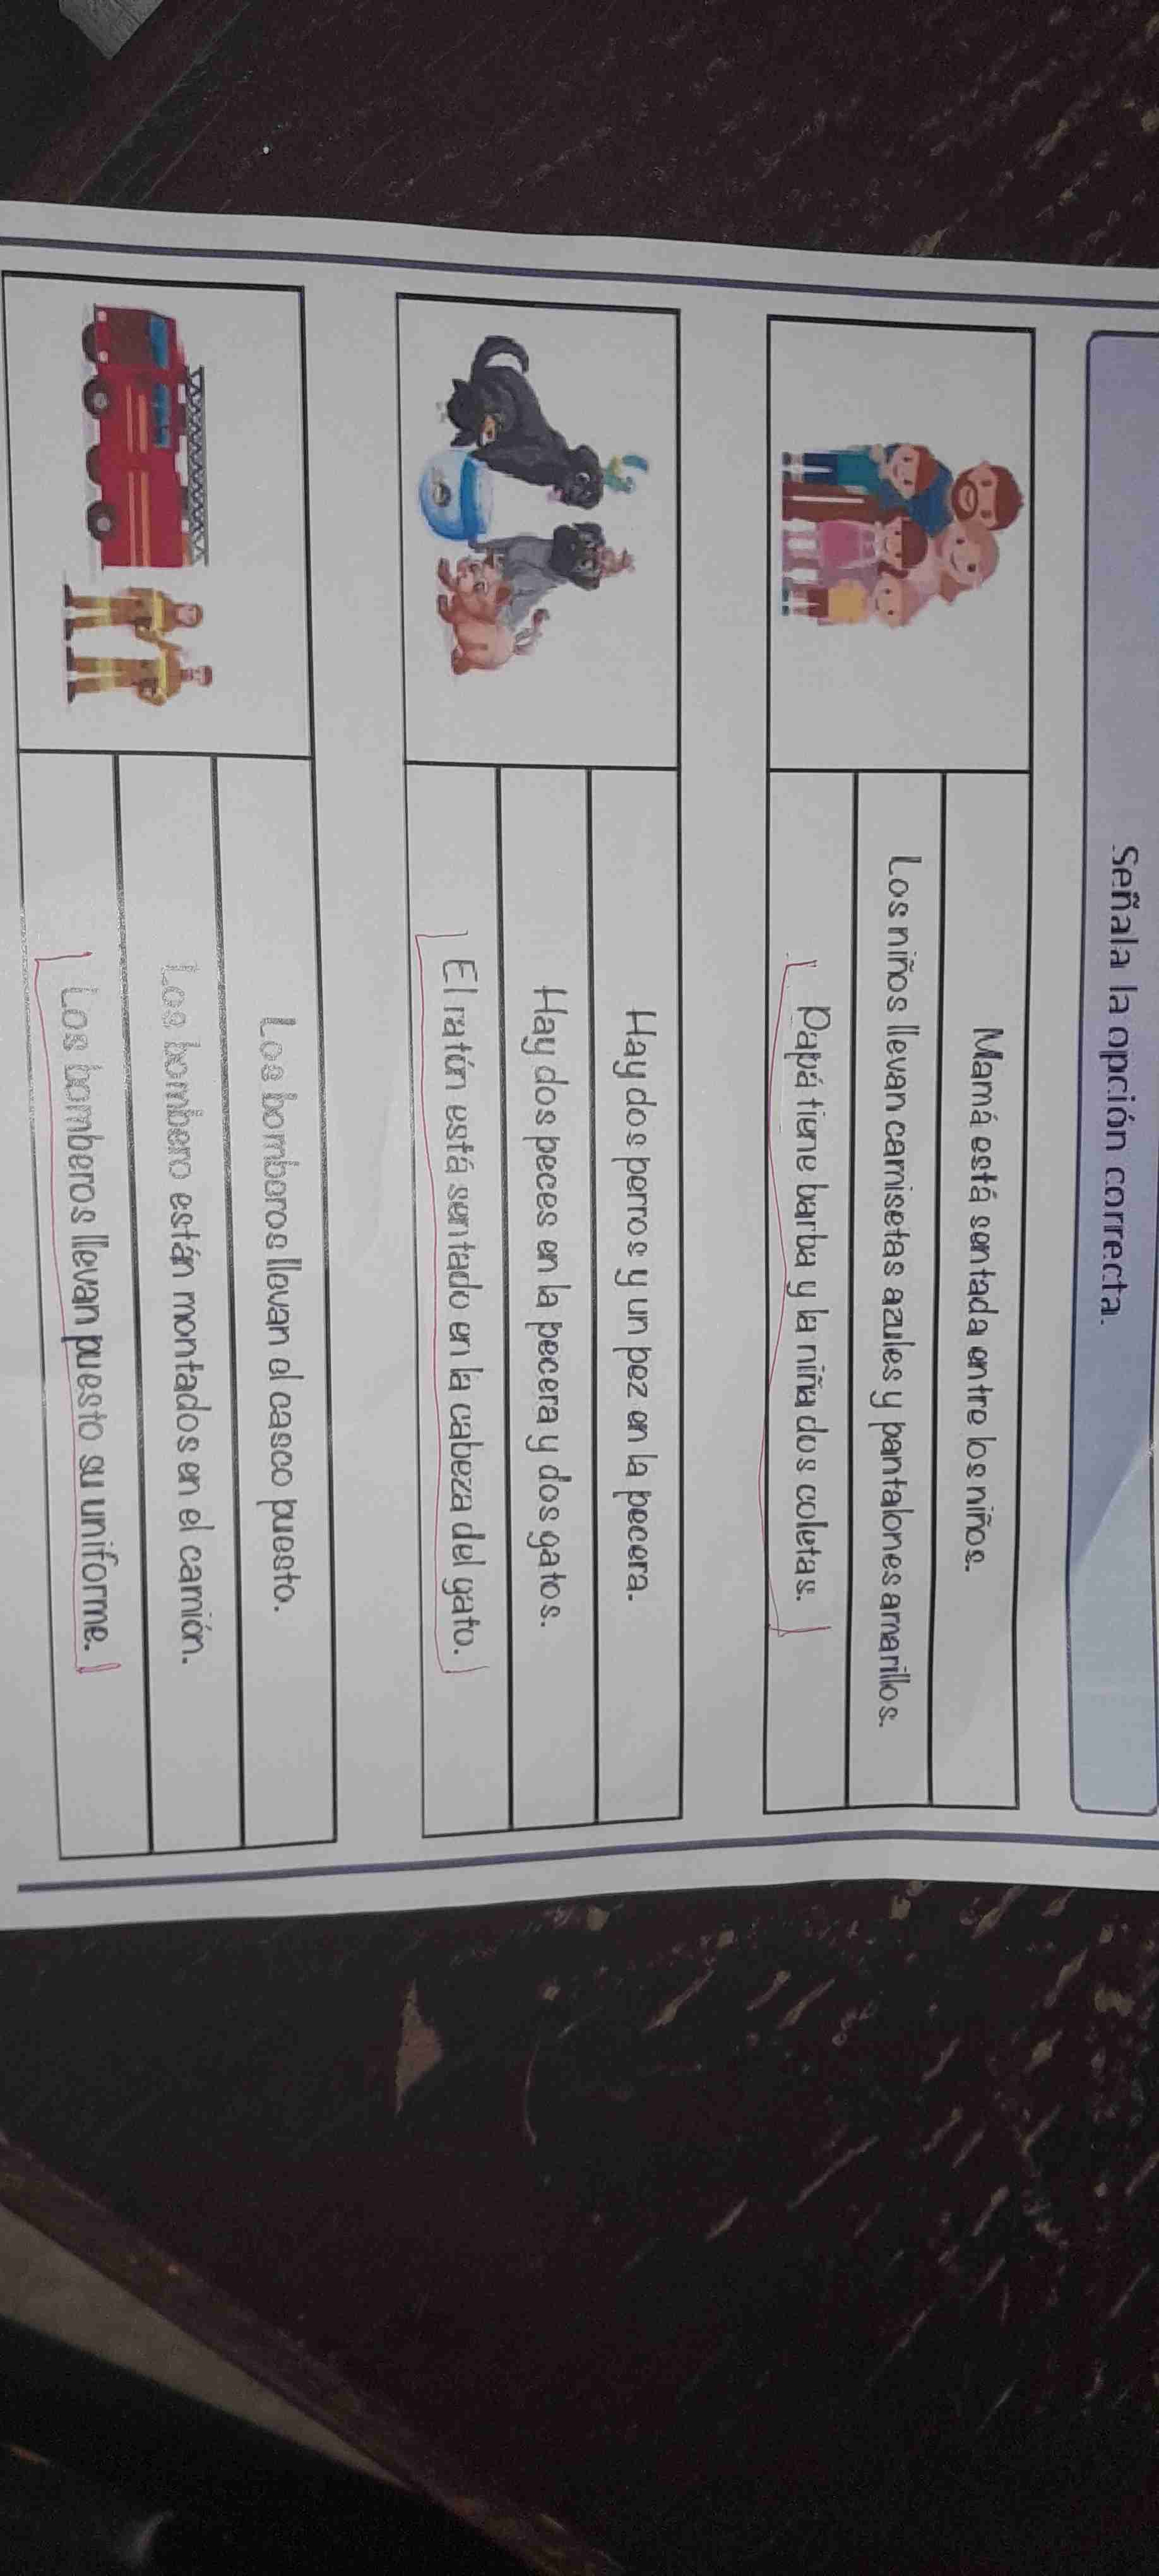 Señala la opción correcta.
Mamá está sentada entre los niños.
Los niños llevan camisetas azules y pantalones amarillos.
Papá tiene barba y la niña dos coletas.
Hay dos perros y un pez en la pecera.
Hay dos peces en la pecera y dos gatos.
El ratón está sentado en la cabeza del gato.
Los bomboros llevan el casco puesto.
Los bombero están montados en el camión.
Los bomberos llevan puesto su uniforme.